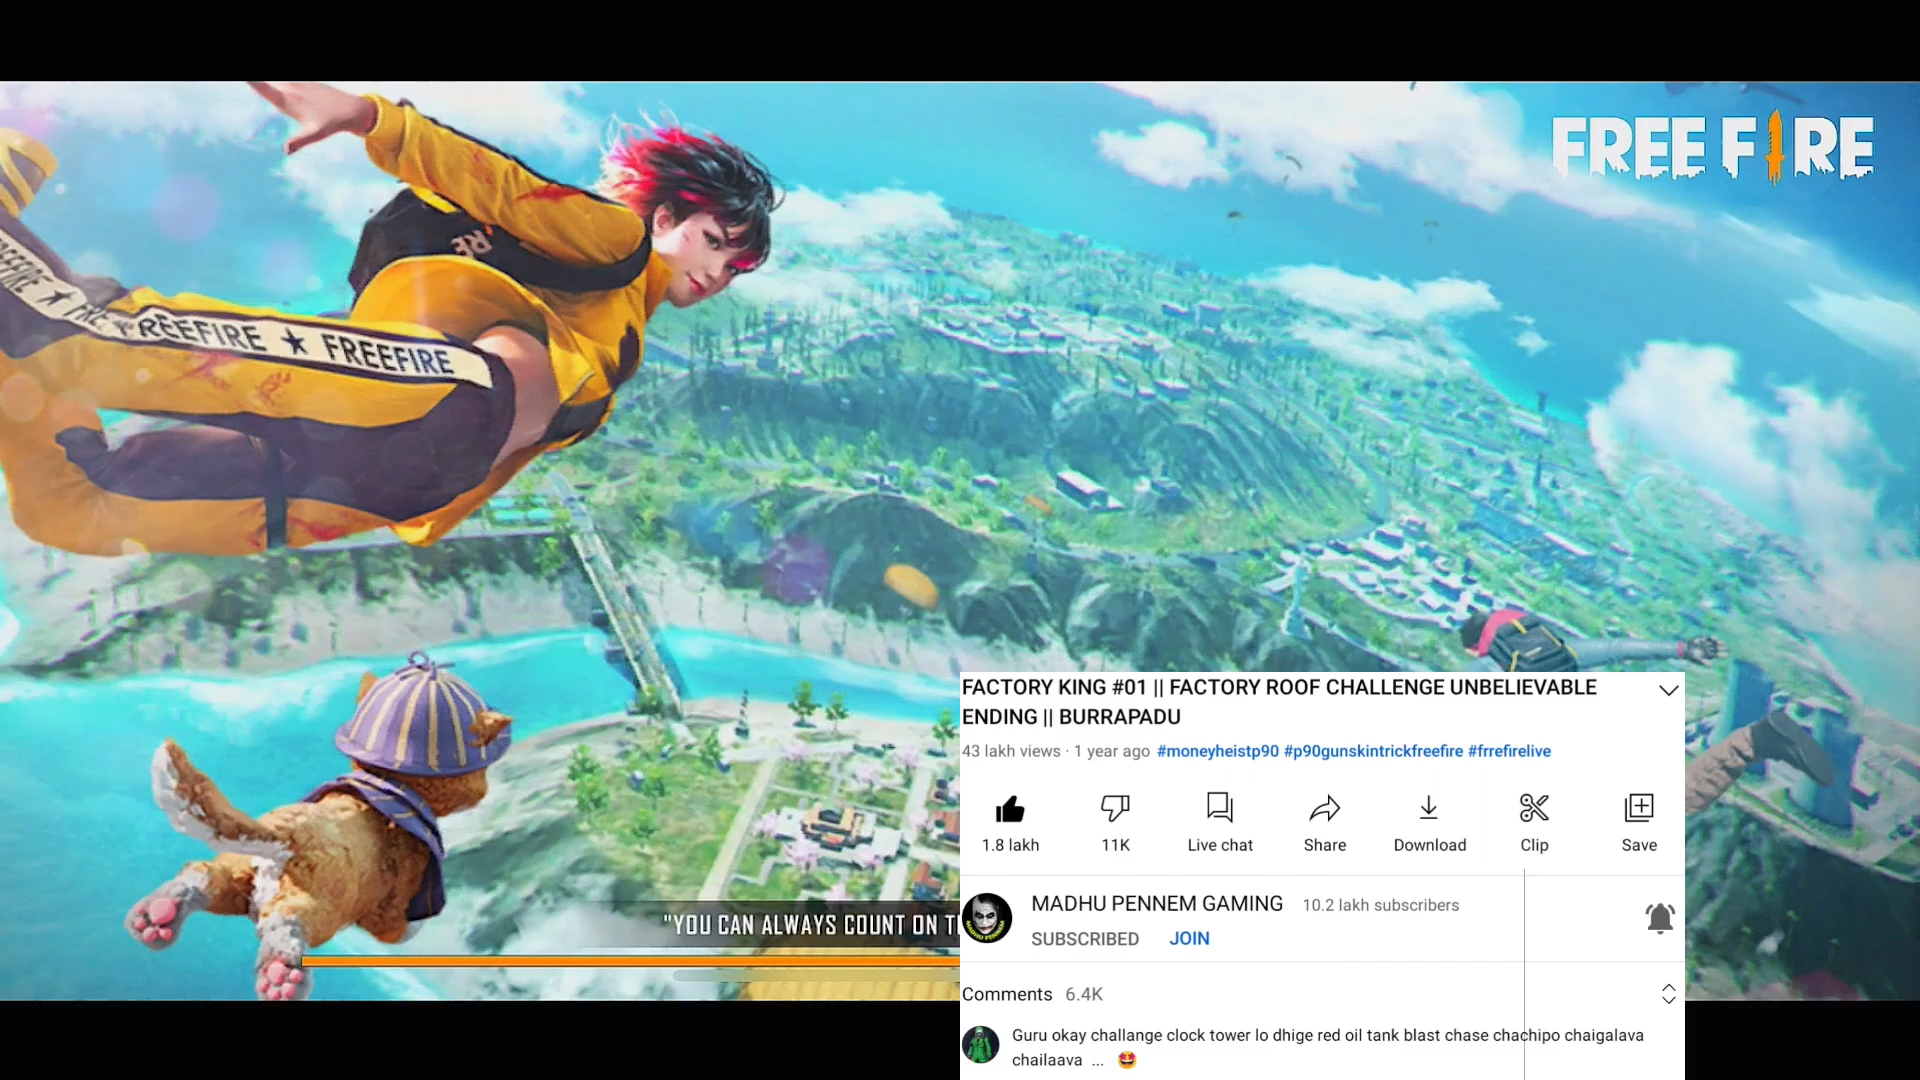 FREE FIRE
FREEFIRE ★ FREEFIRE
"YOU CAN ALWAYS COUNT ON
FACTORY KING #01 || FACTORY ROOF CHALLENGE UNBELIEVABLE
ENDING || BURRAPADU
43 lakh views · 1 year ago #moneyheistp90 #p90gunskintrickfreefire #frrefirelive
1.8 lakh 11K Live chat Share Download Clip Save
MADHU PENNEM GAMING 10.2 lakh subscribers
SUBSCRIBED JOIN
Comments 6.4K
Guru okay challange clock tower lo dhige red oil tank blast chase chachipo chaigalava
chailaava ... 🤩